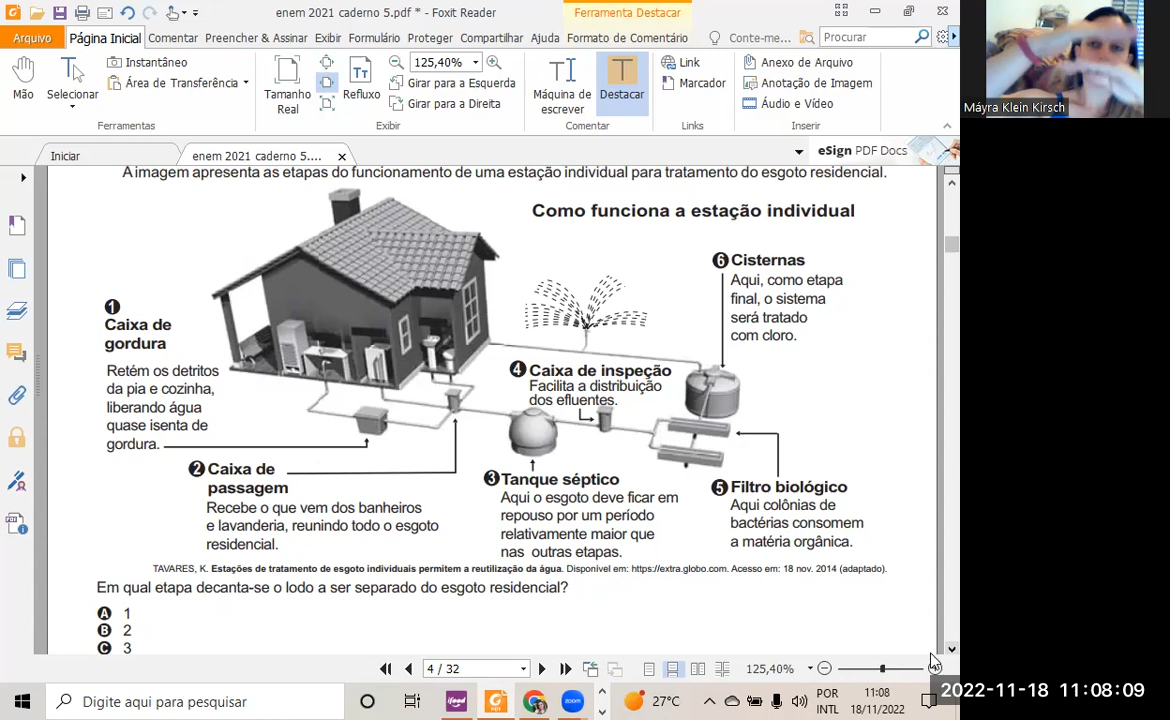 enem 2021 caderno 5.pdf * - Foxit Reader
Ferramenta Destacar
Arquivo
Página Inicial
Comentar
Preencher & Assinar
Exibir
Formulário
Proteger
Compartilhar
Ajuda
Formato de Comentário
Conte-me...
Procurar
Mão
Selecionar
Instantâneo
Área de Transferência
Ferramentas
Tamanho
Real
Refluxo
125,40%
Girar para a Esquerda
Girar para a Direita
Exibir
Máquina de
escrever
Destacar
Comentar
Link
Marcador
Links
Anexo de Arquivo
Anotação de Imagem
Áudio e Vídeo
Inserir
Máyra Klein Kirsch
Iniciar
enem 2021 caderno 5....
eSign PDF Docs
A imagem apresenta as etapas do funcionamento de uma estação individual para tratamento do esgoto residencial.
Como funciona a estação individual
1
Caixa de
gordura
Retém os detritos
da pia e cozinha,
liberando água
quase isenta de
gordura.
2 Caixa de
passagem
Recebe o que vem dos banheiros
e lavanderia, reunindo todo o esgoto
residencial.
3 Tanque séptico
Aqui o esgoto deve ficar em
repouso por um período
relativamente maior que
nas outras etapas.
4 Caixa de inspeção
Facilita a distribuição
dos efluentes.
5 Filtro biológico
Aqui colônias de
bactérias consomem
a matéria orgânica.
6 Cisternas
Aqui, como etapa
final, o sistema
será tratado
com cloro.
TAVARES, K. Estações de tratamento de esgoto individuais permitem a reutilização da água. Disponível em: https://extra.globo.com. Acesso em: 18 nov. 2014 (adaptado).
Em qual etapa decanta-se o lodo a ser separado do esgoto residencial?
A 1
B 2
C 3
4 / 32
125,40%
Digite aqui para pesquisar
27°C
POR
INTL
11:08
18/11/2022
2022-11-18 11:08:09